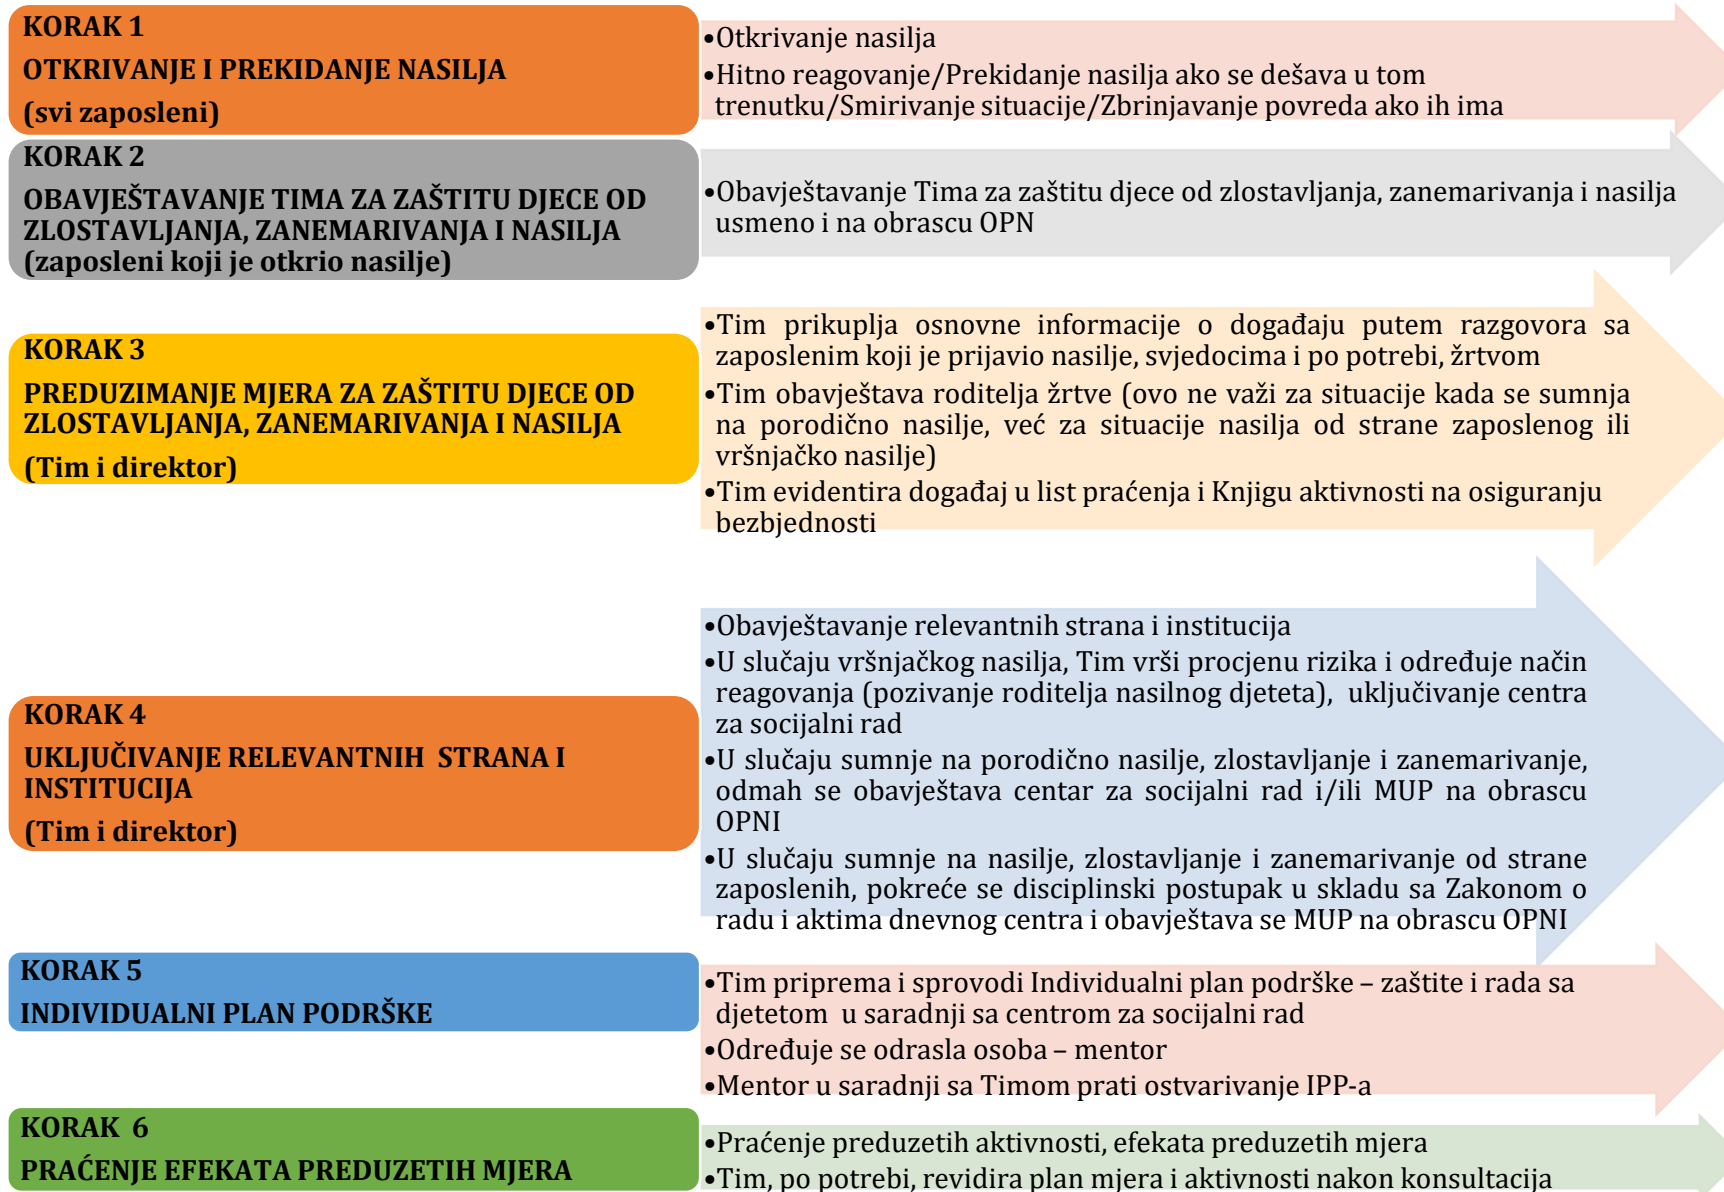 KORAK 1
OTKRIVANJE I PREKIDANJE NASILJA
(svi zaposleni)
•Otkrivanje nasilja
•Hitno reagovanje/Prekidanje nasilja ako se dešava u tom
trenutku/Smirivanje situacije/Zbrinjavanje povreda ako ih ima
KORAK 2
OBAVJEŠTAVANJE TIMA ZA ZAŠTITU DJECE OD
ZLOSTAVLJANJA, ZANEMARIVANJA I NASILJA
(zaposleni koji je otkrio nasilje)
•Obavještavanje Tima za zaštitu djece od zlostavljanja, zanemarivanja i nasilja
usmeno i na obrascu OPN
KORAK 3
PREDUZIMANJE MJERA ZA ZAŠTITU DJECE OD
ZLOSTAVLJANJA, ZANEMARIVANJA I NASILJA
(Tim i direktor)
•Tim prikuplja osnovne informacije o događaju putem razgovora sa
zaposlenim koji je prijavio nasilje, svjedocima i po potrebi, žrtvom
•Tim obavještava roditelja žrtve (ovo ne važi za situacije kada se sumnja
na porodično nasilje, već za situacije nasilja od strane zaposlenog ili
vršnjačko nasilje)
•Tim evidentira događaj u list praćenja i Knjigu aktivnosti na osiguranju
bezbjednosti
KORAK 4
UKLJUČIVANJE RELEVANTNIH STRANA I
INSTITUCIJA
(Tim i direktor)
•Obavještavanje relevantnih strana i institucija
•U slučaju vršnjačkog nasilja, Tim vrši procjenu rizika i određuje način
reagovanja (pozivanje roditelja nasilnog djeteta), uključivanje centra
za socijalni rad
•U slučaju sumnje na porodično nasilje, zlostavljanje i zanemarivanje,
odmah se obavještava centar za socijalni rad i/ili MUP na obrascu
OPNI
•U slučaju sumnje na nasilje, zlostavljanje i zanemarivanje od strane
zaposlenih, pokreće se disciplinski postupak u skladu sa Zakonom o
radu i aktima dnevnog centra i obavještava se MUP na obrascu OPNI
KORAK 5
INDIVIDUALNI PLAN PODRŠKE
•Tim priprema i sprovodi Individualni plan podrške – zaštite i rada sa
djetetom u saradnji sa centrom za socijalni rad
•Određuje se odrasla osoba – mentor
•Mentor u saradnji sa Timom prati ostvarivanje IPP-a
KORAK 6
PRAĆENJE EFEKATA PREDUZETIH MJERA
•Praćenje preduzetih aktivnosti, efekata preduzetih mjera
•Tim, po potrebi, revidira plan mjera i aktivnosti nakon konsultacija